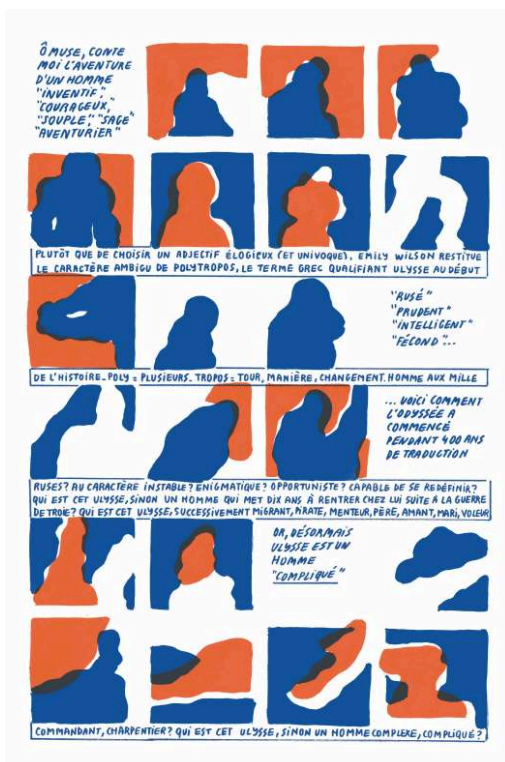 Ô MUSE, CONTE
MOI L'AVENTURE
D'UN HOMME
"INVENTIF",
"COURAGEUX,"
"SOUPLE", "SAGE"
"AVENTURIER"
PLUTÔT QUE DE CHOISIR UN ADJECTIF ÉLOGIEUX (ET UNIVOQUE), EMILY WILSON RESTITUE
LE CARACTÈRE AMBIGU DE POLYTROPOS, LE TERME GREC QUALIFIANT ULYSSE AU DÉBUT
"RUSÉ"
"PRUDENT"
"INTELLIGENT"
"FÉCOND"...
DE L'HISTOIRE_POLY = PLUSIEURS_TROPOS = TOUR, MANIÈRE, CHANGEMENT. HOMME AUX MILLE
... VOICI COMMENT
L'ODYSSÉE A
COMMENCÉ
PENDANT 400 ANS
DE TRADUCTION
RUSES? AU CARACTÈRE INSTABLE? ENIGMATIQUE? OPPORTUNISTE? CAPABLE DE SE REDÉFINIR?
QUI EST CET ULYSSE, SINON UN HOMME QUI MET DIX ANS À RENTRER CHEZ LUI SUITE A LA GUERRE
DE TROIE? QUI EST CET ULYSSE, SUCCESSIVEMENT MIGRANT, PIRATE, MENTEUR, PÈRE, AMANT, MARI, VOLEUR
OR, DÉSORMAIS
ULYSSE EST UN
HOMME
"COMPLIQUÉ"
COMMANDANT, CHARPENTIER? QUI EST CET ULYSSE, SINON UN HOMME COMPLEXE, COMPLIQUÉ?